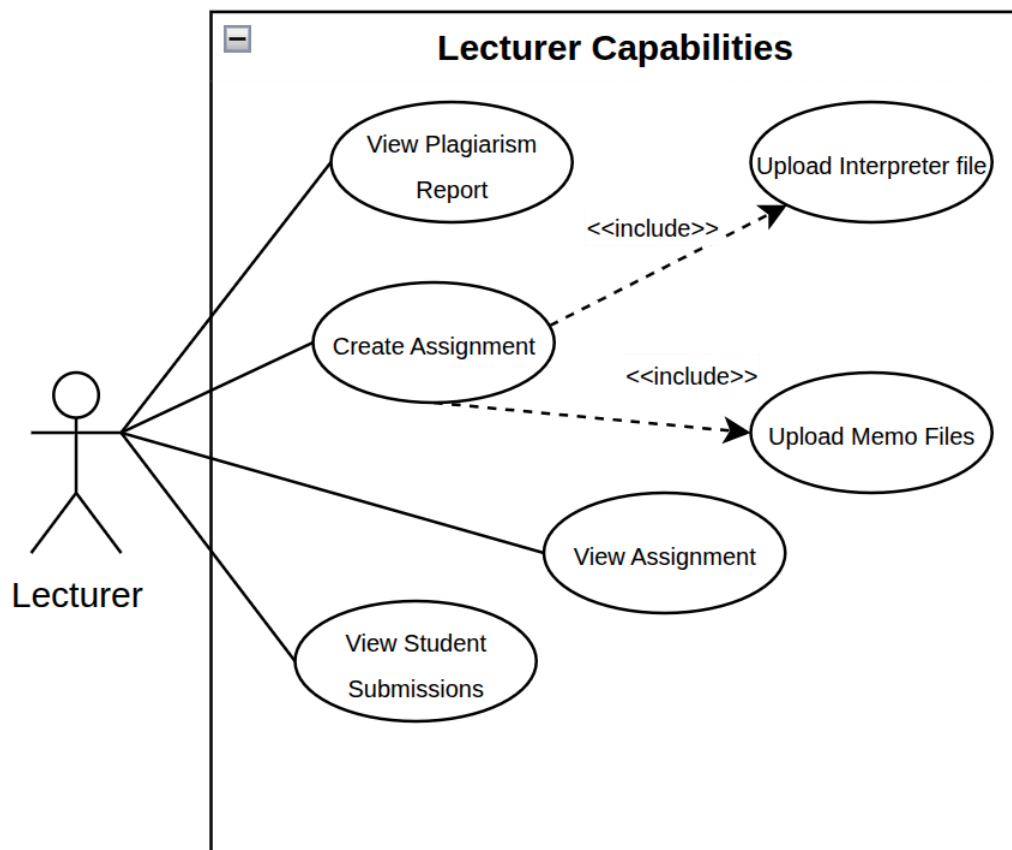 Lecturer Capabilities
View Plagiarism
Report
Upload Interpreter file
<<include>>
Create Assignment
<<include>>
Upload Memo Files
View Assignment
Lecturer
View Student
Submissions